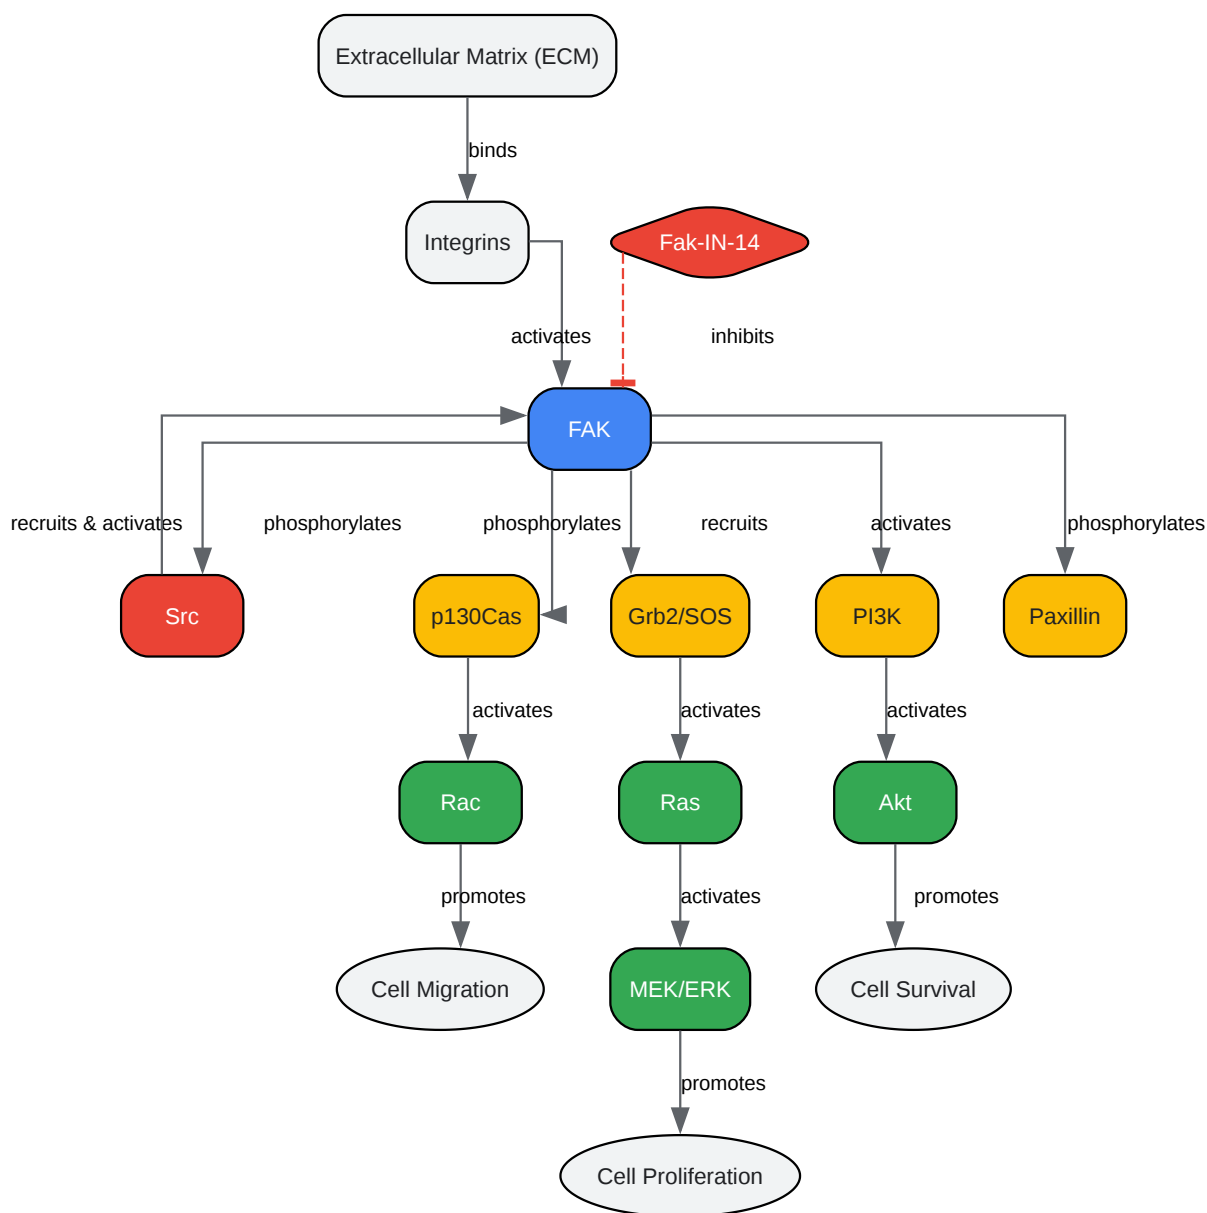 Extracellular Matrix (ECM)
binds
Integrins
Fak-IN-14
activates
inhibits
FAK
recruits & activates
phosphorylates
phosphorylates
recruits
activates
phosphorylates
Src
p130Cas
Grb2/SOS
PI3K
Paxillin
activates
activates
activates
Rac
Ras
Akt
promotes
activates
promotes
Cell Migration
MEK/ERK
Cell Survival
promotes
Cell Proliferation